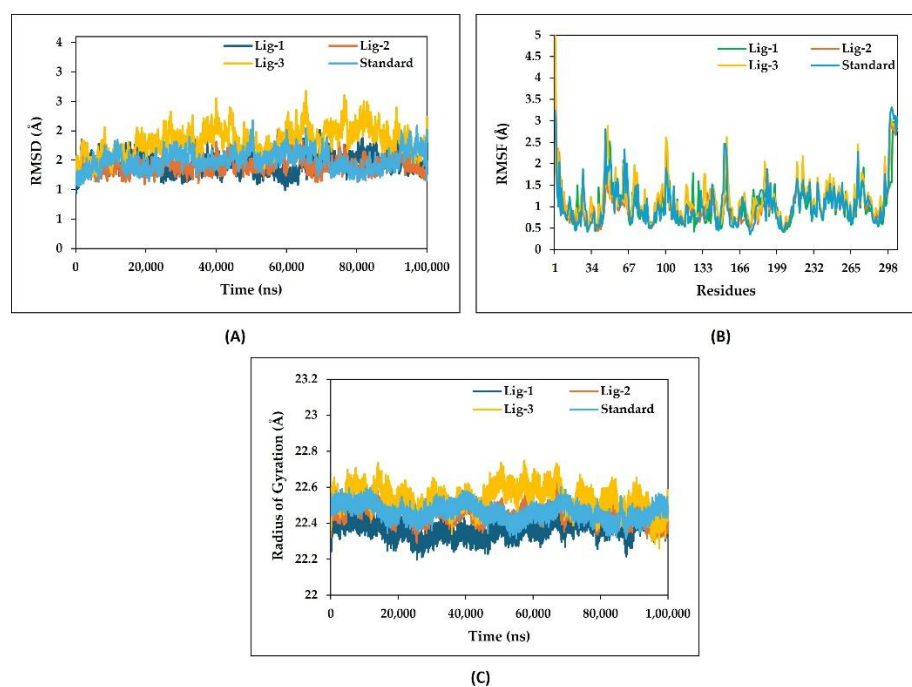 4
3
3
2
2
1
1
0
RMSD (Å)
Lig-1 Lig-2
Lig-3 Standard
0 20,000 40,000 60,000 80,000 1,00,000
Time (ns)
(A)
5
4.5
4
3.5
3
2.5
2
1.5
1
0.5
0
RMSF (Å)
Lig-1 Lig-2
Lig-3 Standard
1 34 67 100 133 166 199 232 265 298
Residues
(B)
23.2
23
22.8
22.6
22.4
22.2
22
Radius of Gyration (Å)
Lig-1 Lig-2
Lig-3 Standard
0 20,000 40,000 60,000 80,000 1,00,000
Time (ns)
(C)